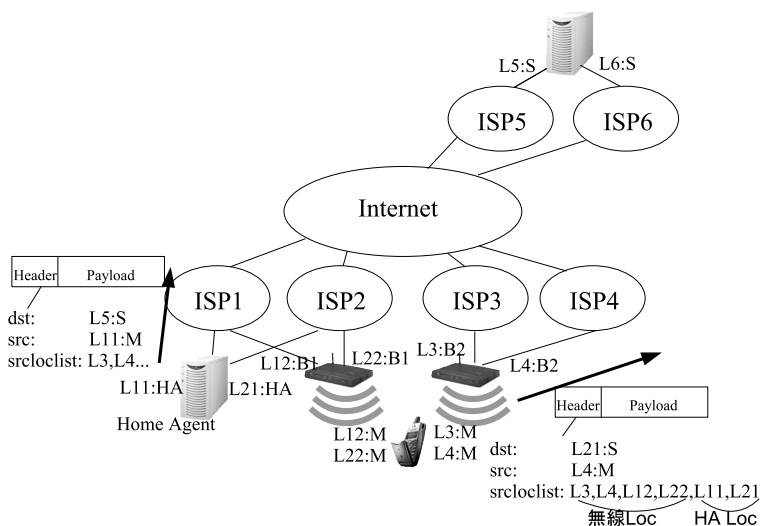 L5:S
L6:S
ISP5
ISP6
Internet
Header Payload
dst: L5:S
src: L11:M
srcloclist: L3,L4...
ISP1
ISP2
ISP3
ISP4
L11:HA
L21:HA
Home Agent
L12:B1
L22:B1
L3:B2
L4:B2
L12:M
L22:M
L3:M
L4:M
Header Payload
dst: L21:S
src: L4:M
srcloclist: L3,L4,L12,L22,L11,L21
無線Loc HA Loc